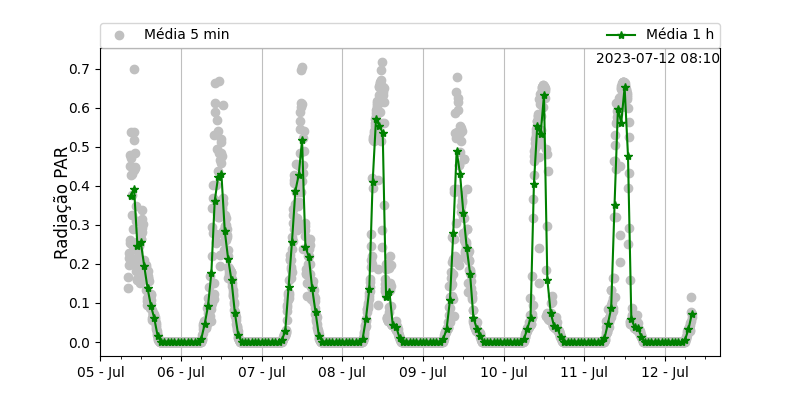 Média 5 min
Média 1 h
2023-07-12 08:10
Radiação PAR
0.7
0.6
0.5
0.4
0.3
0.2
0.1
0.0
05 - Jul
06 - Jul
07 - Jul
08 - Jul
09 - Jul
10 - Jul
11 - Jul
12 - Jul